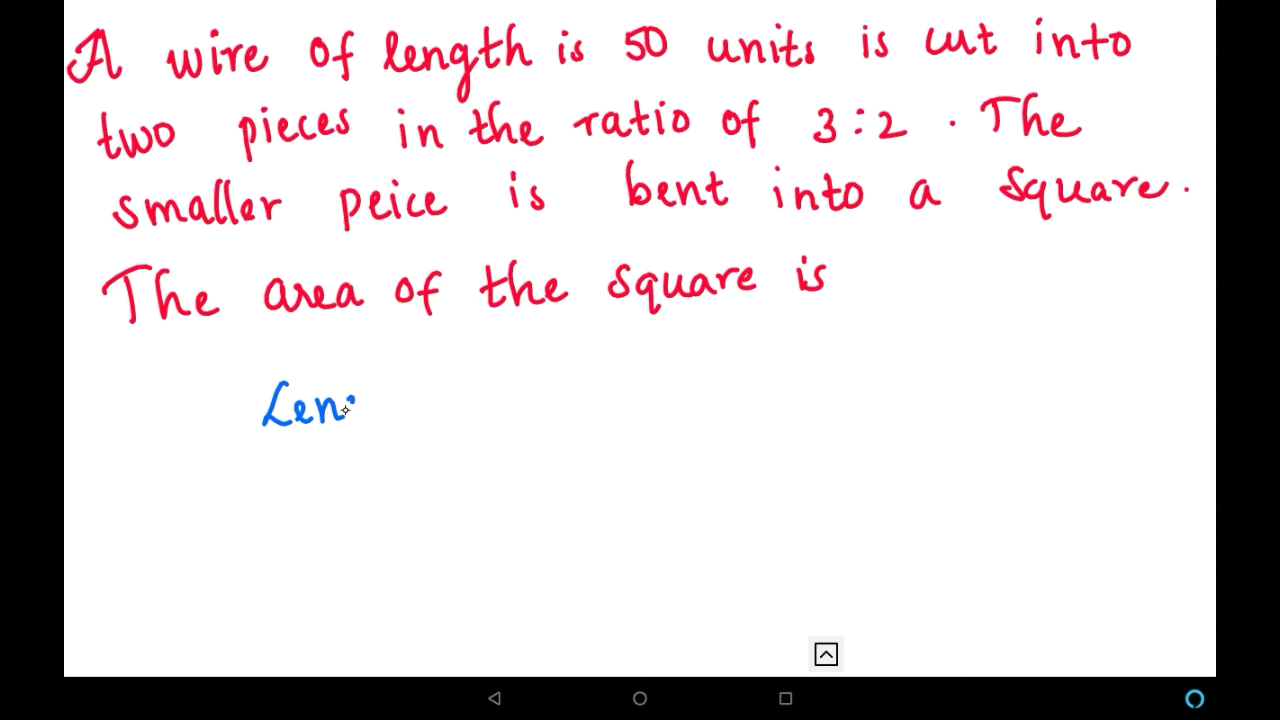 A wire of length is 50 units is cut into
two pieces in the ratio of 3:2. The
smaller peice is bent into a square.
The area of the square is
Len